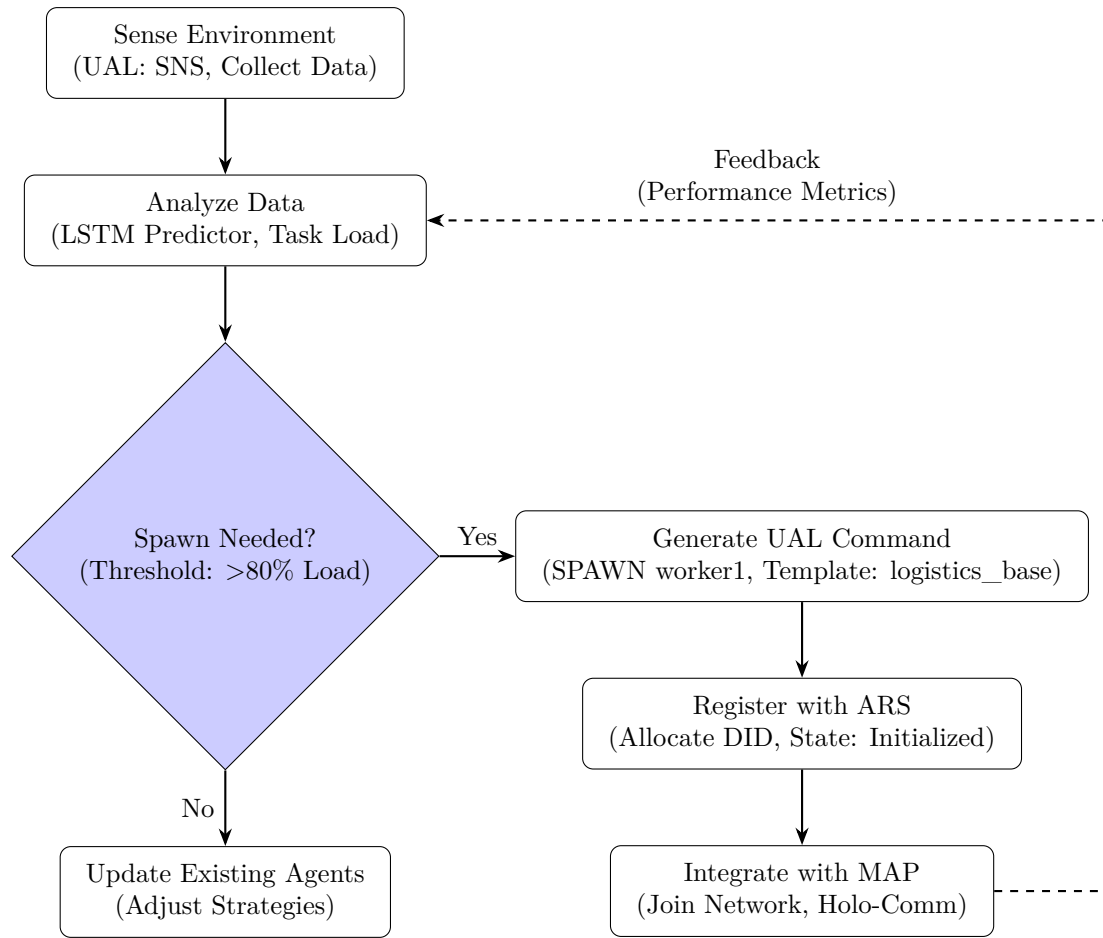 Sense Environment
(UAL: SNS, Collect Data)
Feedback
(Performance Metrics)
Analyze Data
(LSTM Predictor, Task Load)
Spawn Needed?
(Threshold: >80% Load)
Yes
Generate UAL Command
(SPAWN worker1, Template: logistics_base)
Register with ARS
(Allocate DID, State: Initialized)
No
Update Existing Agents
(Adjust Strategies)
Integrate with MAP
(Join Network, Holo-Comm)